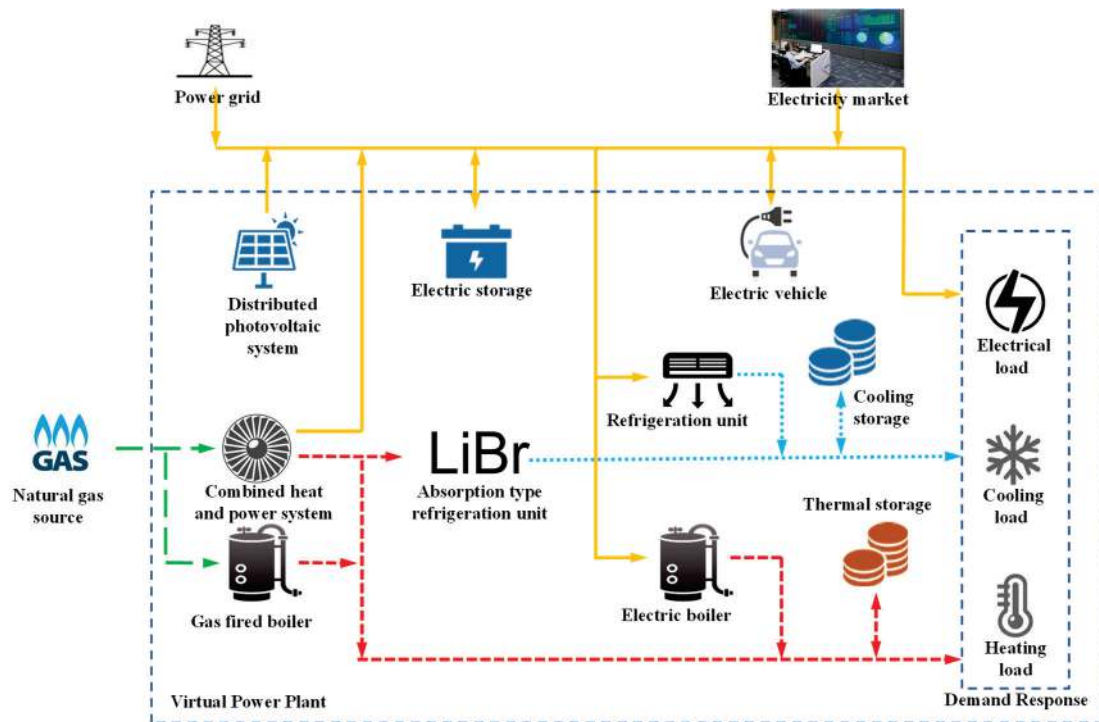 Power grid
Electricity market
Distributed
photovoltaic
system
Electric storage
Electric vehicle
Electrical
load
Refrigeration unit
Cooling
storage
GAS
Natural gas
source
Combined heat
and power system
LiBr
Absorption type
refrigeration unit
Cooling
load
Thermal storage
Gas fired boiler
Electric boiler
Heating
load
Virtual Power Plant
Demand Response